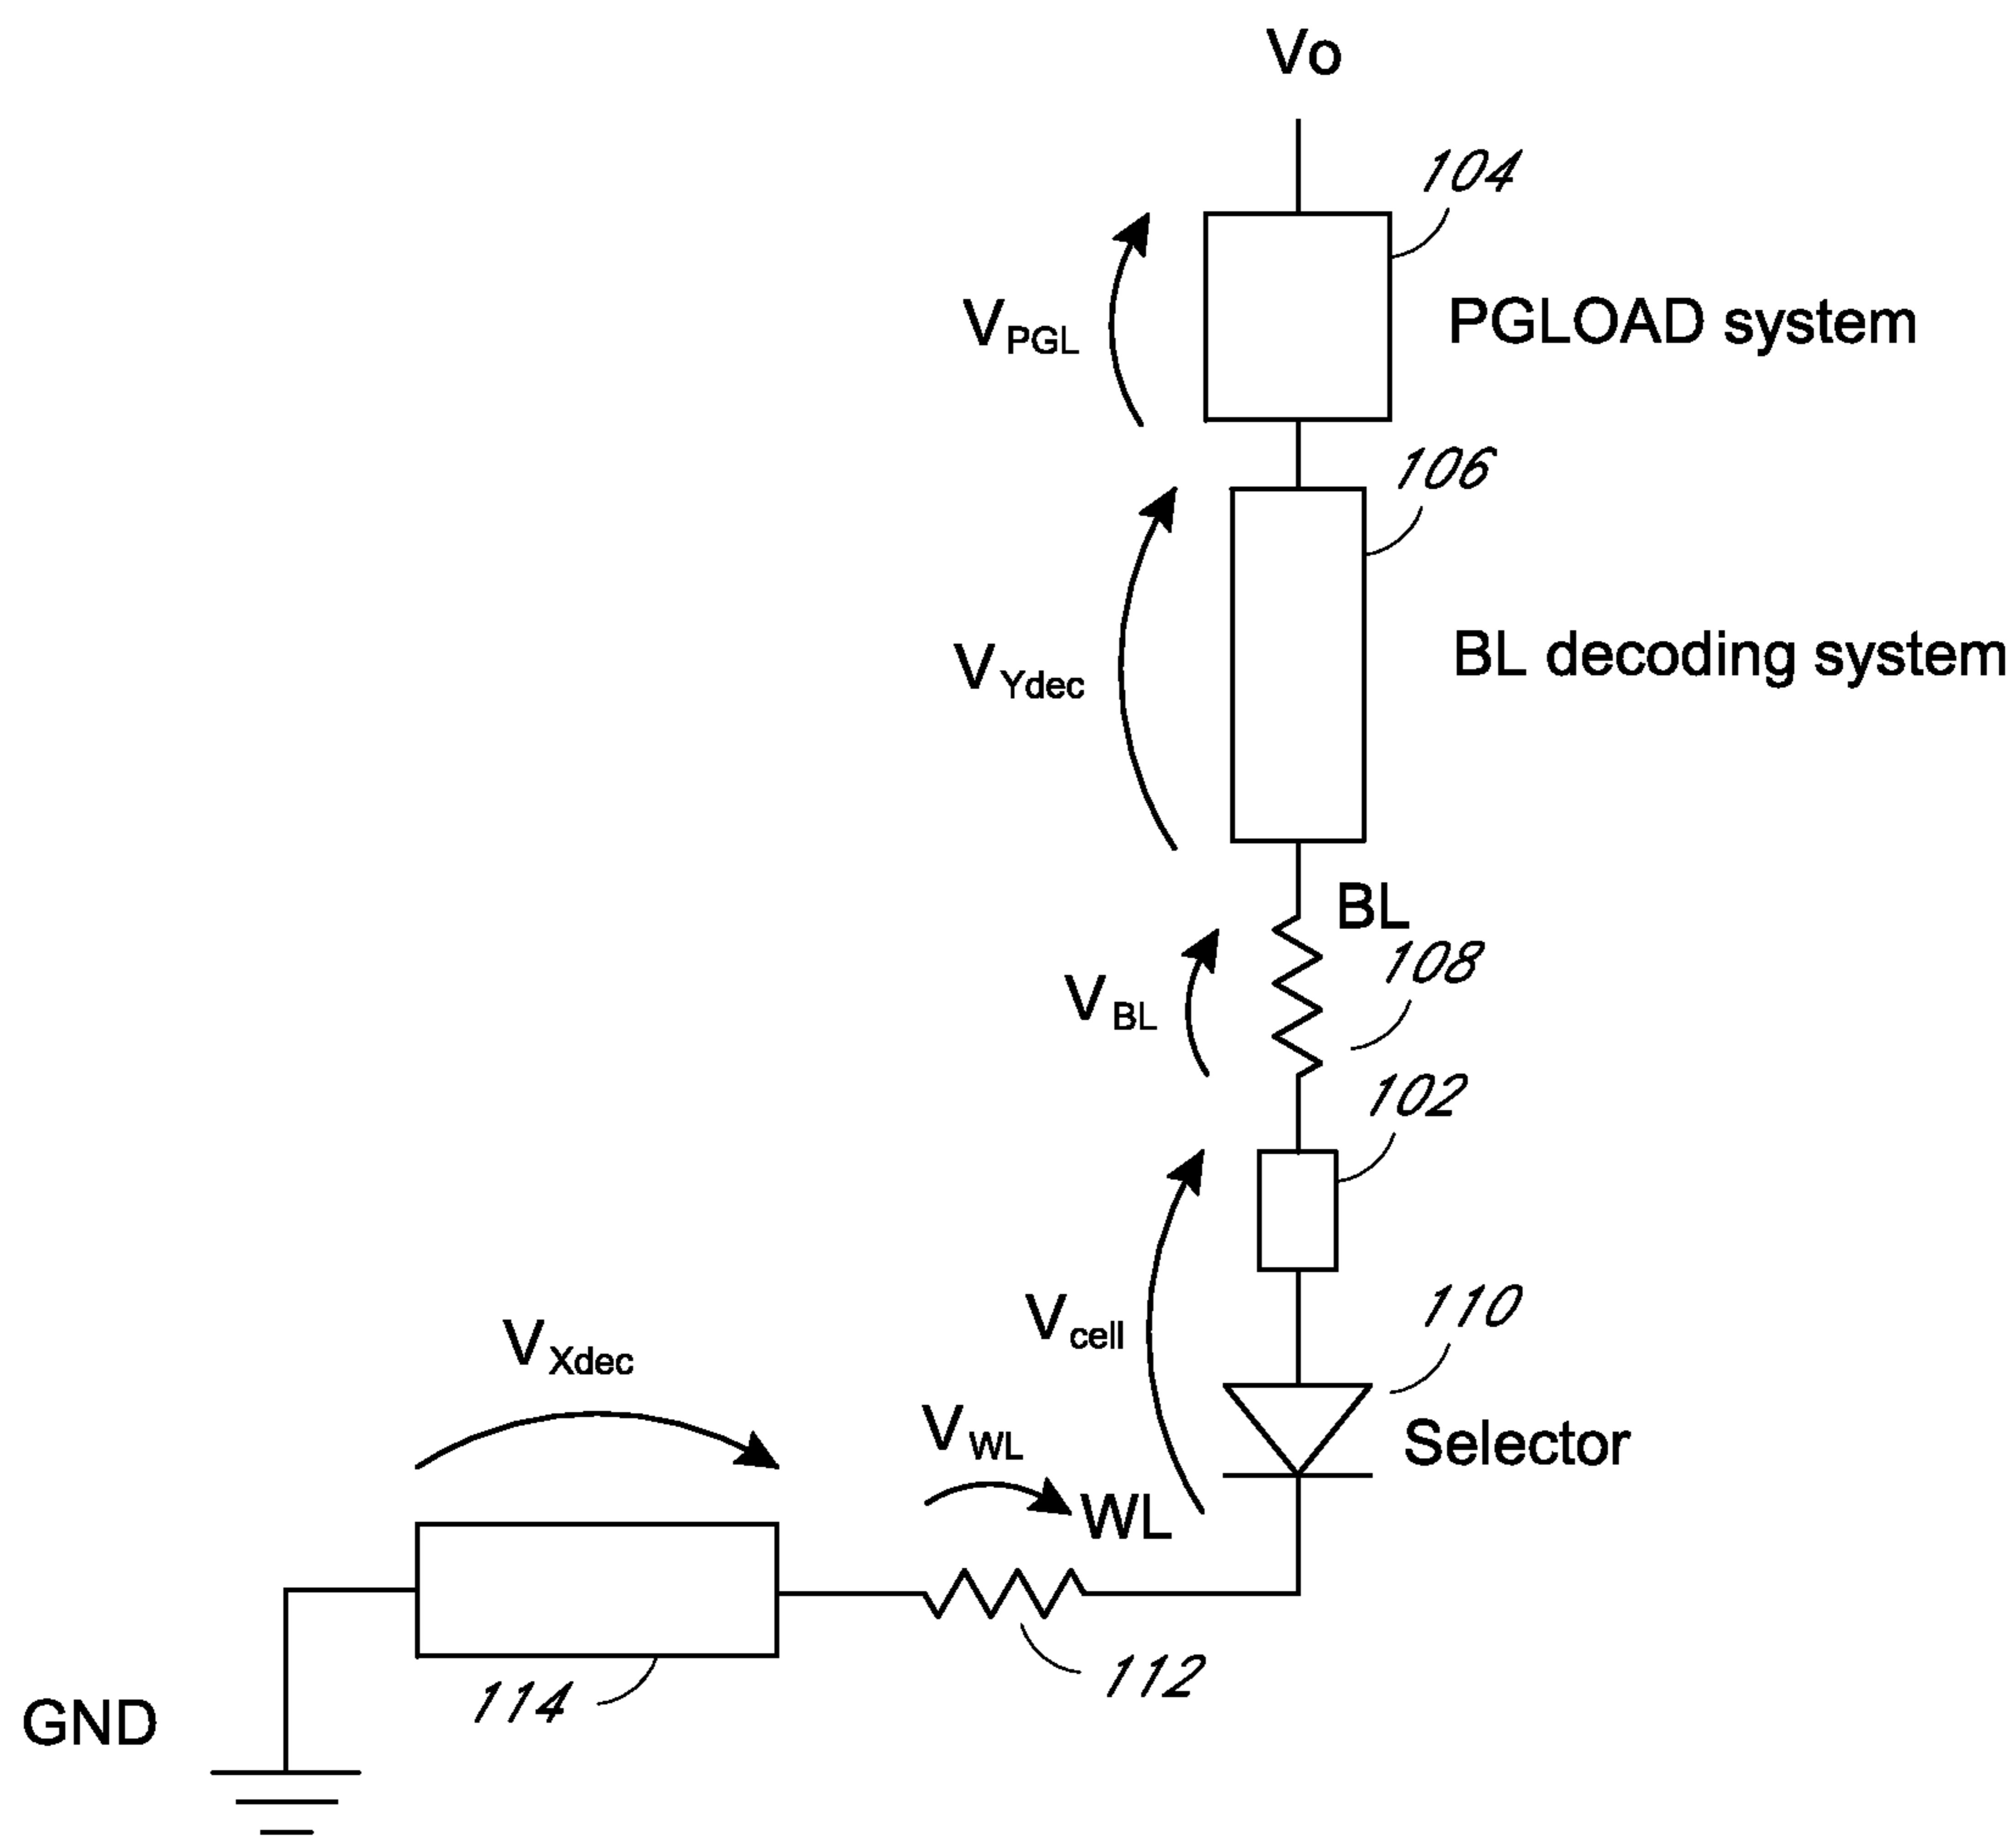 Vo
104
VPGL
PGLOAD system
106
VYdec
BL decoding system
BL
108
VBL
102
110
Vcell
VXdec
VWL
Selector
WL
112
114
GND